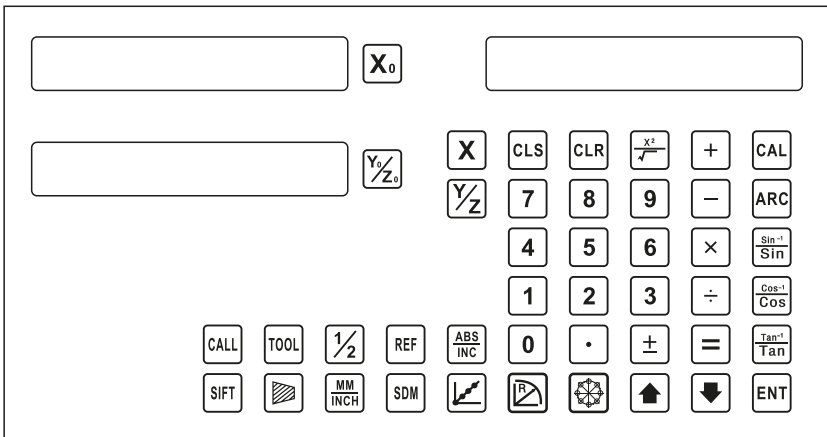 X₀
Y₀/Z₀
X CLS CLR X²/√ + CAL
Y/Z 7 8 9 − ARC
4 5 6 × Sin⁻¹/Sin
1 2 3 ÷ Cos⁻¹/Cos
CALL TOOL 1/2 REF ABS/INC 0 . ± = Tan⁻¹/Tan
SIFT MM/INCH SDM R ENT